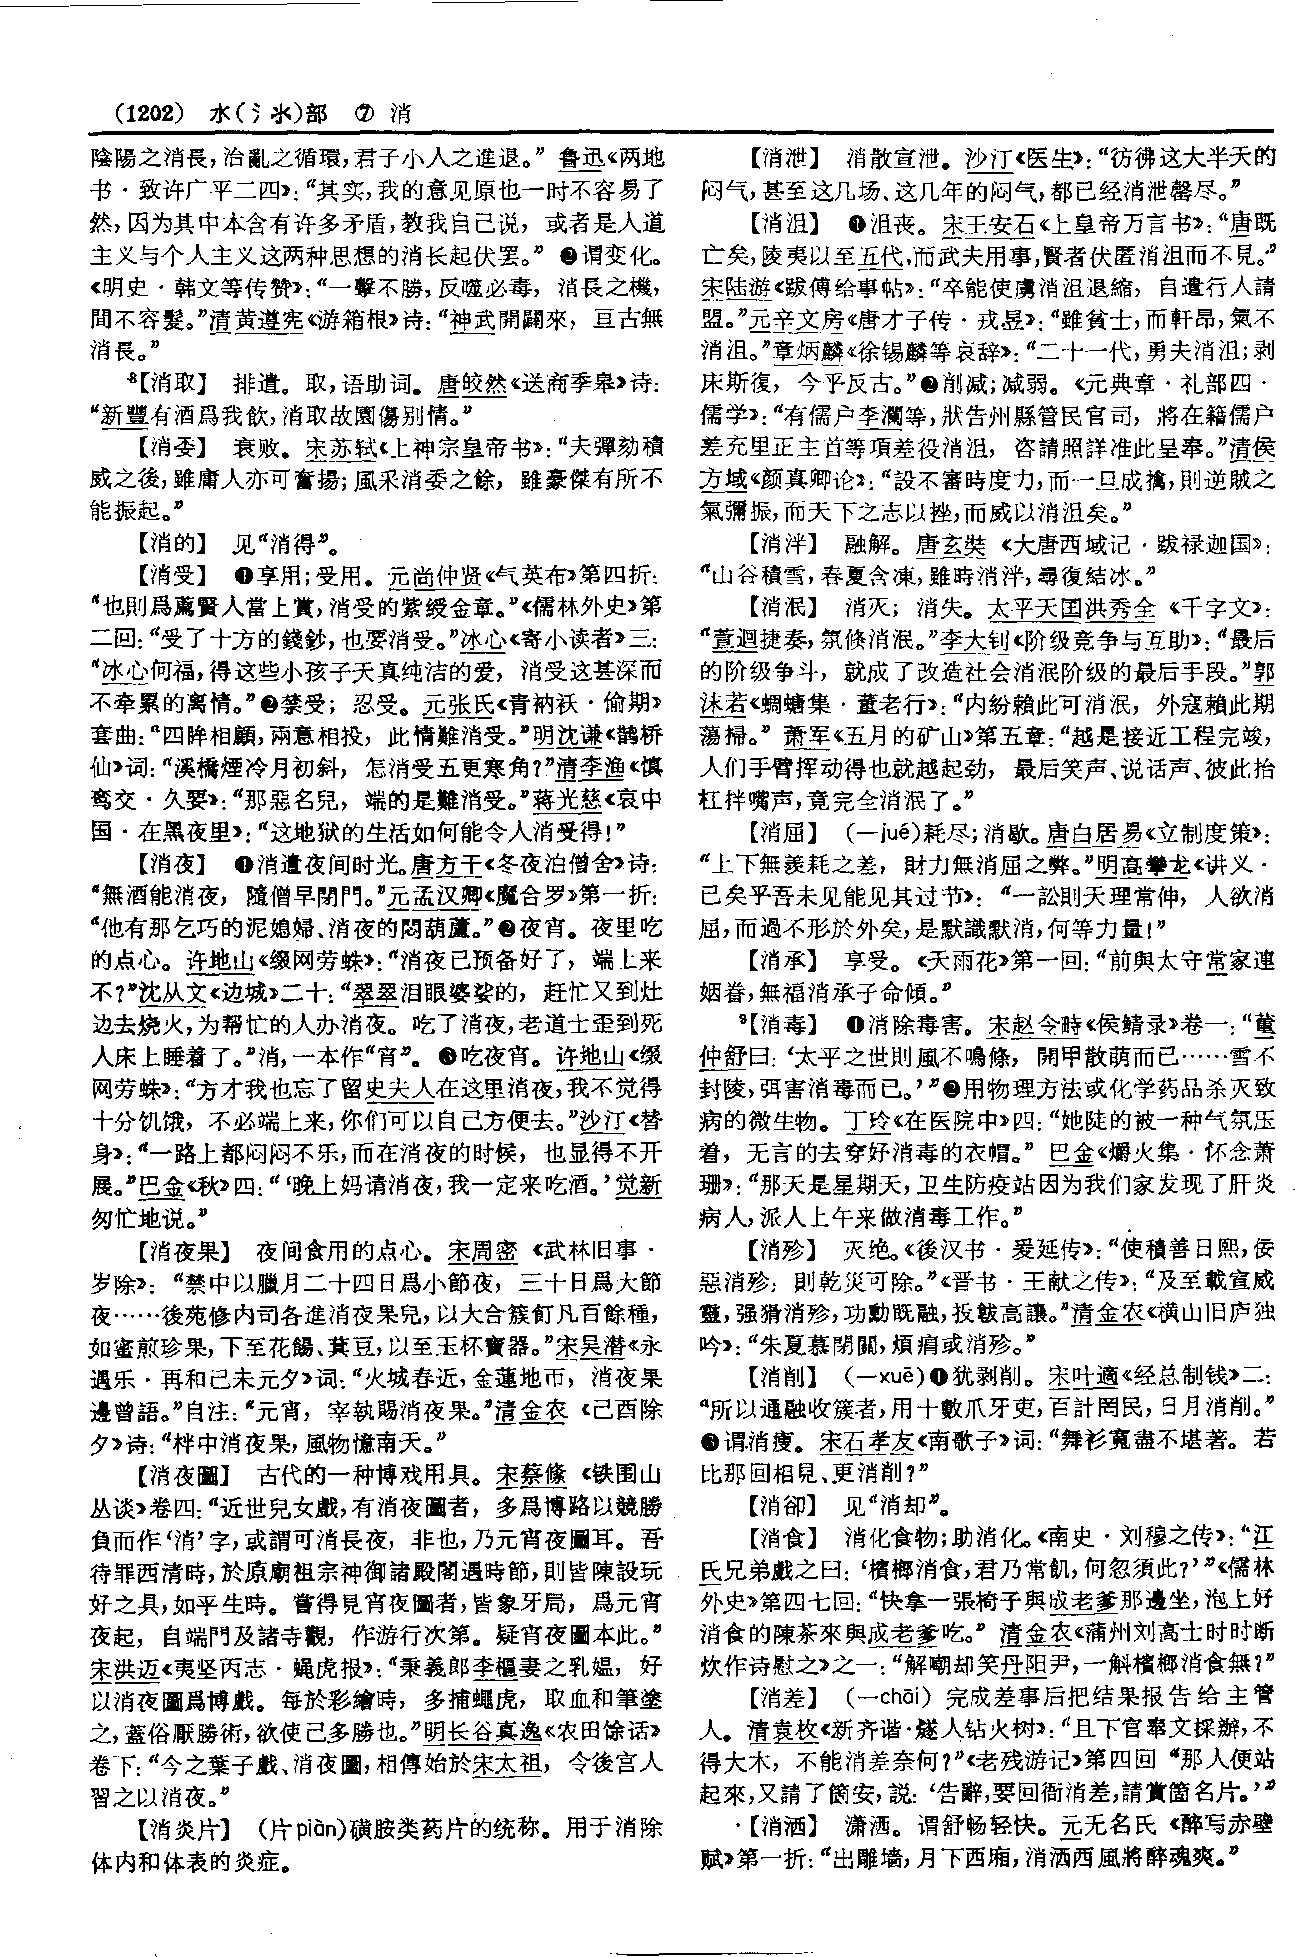 (1202) 水(氵氺)部 ⑦ 消
陰陽之消長，治亂之循環，君子小人之進退。”鲁迅《两地
书·致许广平二四》：“其实，我的意见原也一时不容易了
然，因为其中本含有许多矛盾，教我自己说，或者是人道
主义与个人主义这两种思想的消长起伏罢。”❷谓变化。
《明史·韩文等传赞》：“一擊不勝，反噬必毒，消長之機，
間不容髮。”清黄遵宪《游箱根》诗：“神武開闢來，亘古無
消長。”
⁸【消取】 排遣。取，语助词。唐皎然《送商季皋》诗：
“新豐有酒爲我飲，消取故園傷别情。”
【消委】 衰败。宋苏轼《上神宗皇帝书》：“夫彈劾積
威之後，雖庸人亦可奮揚；風采消委之餘，雖豪傑有所不
能振起。”
【消的】 见“消得”。
【消受】 ❶享用；受用。元尚仲贤《气英布》第四折：
“也則爲薦賢人當上賞，消受的紫綬金章。”《儒林外史》第
二回：“受了十方的錢鈔，也要消受。”冰心《寄小读者》三：
“冰心何福，得这些小孩子天真纯洁的爱，消受这甚深而
不牵累的离情。”❷禁受；忍受。元张氏《青衲袄·偷期》
套曲：“四眸相顧，兩意相投，此情難消受。”明沈谦《鹊桥
仙》词：“溪橋煙冷月初斜，怎消受五更寒角？”清李渔《慎
鸾交·久要》：“那惡名兒，端的是難消受。”蒋光慈《哀中
国·在黑夜里》：“这地狱的生活如何能令人消受得！”
【消夜】 ❶消遣夜间时光。唐方干《冬夜泊僧舍》诗：
“無酒能消夜，隨僧早閉門。”元孟汉卿《魔合罗》第一折：
“他有那乞巧的泥媳婦、消夜的悶葫蘆。”❷夜宵。夜里吃
的点心。许地山《缀网劳蛛》：“消夜已预备好了，端上来
不？”沈从文《边城》二十：“翠翠泪眼婆娑的，赶忙又到灶
边去烧火，为帮忙的人办消夜。吃了消夜，老道士歪到死
人床上睡着了。”消，一本作“宵”。❸吃夜宵。许地山《缀
网劳蛛》：“方才我也忘了留史夫人在这里消夜，我不觉得
十分饥饿，不必端上来，你们可以自己方便去。”沙汀《替
身》：“一路上都闷闷不乐，而在消夜的时候，也显得不开
展。”巴金《秋》四：“‘晚上妈请消夜，我一定来吃酒。’觉新
匆忙地说。”
【消夜果】 夜间食用的点心。宋周密《武林旧事·
岁除》：“禁中以臘月二十四日爲小節夜，三十日爲大節
夜……後苑修内司各進消夜果兒，以大合簇飣凡百餘種，
如蜜煎珍果，下至花餳、萁豆，以至玉杯寶器。”宋吴潜《永
遇乐·再和己未元夕》词：“火城春近，金蓮地帀，消夜果
邊曾語。”自注：“元宵，宰執賜消夜果。”清金农《己酉除
夕》诗：“柈中消夜果，風物憶南天。”
【消夜圖】 古代的一种博戏用具。宋蔡絛《铁围山
丛谈》卷四：“近世兒女戲，有消夜圖者，多爲博路以競勝
負而作‘消’字，或謂可消長夜，非也，乃元宵夜圖耳。吾
待罪西清時，於原廟祖宗神御諸殿閣遇時節，則皆陳設玩
好之具，如平生時。嘗得見宵夜圖者，皆象牙局，爲元宵
夜起，自端門及諸寺觀，作游行次第。疑宵夜圖本此。”
宋洪迈《夷坚丙志·蝇虎报》：“秉義郎李樞妻之乳媪，好
以消夜圖爲博戲。每於彩繪時，多捕蠅虎，取血和筆塗
之，蓋俗厭勝術，欲使己多勝也。”明长谷真逸《农田馀话》
卷下：“今之葉子戲、消夜圖，相傳始於宋太祖，令後宫人
習之以消夜。”
【消炎片】 (片piān)磺胺类药片的统称。用于消除
体内和体表的炎症。
【消泄】 消散宣泄。沙汀《医生》：“彷彿这大半天的
闷气，甚至这几场、这几年的闷气，都已经消泄罄尽。”
【消沮】 ❶沮丧。宋王安石《上皇帝万言书》：“唐既
亡矣，陵夷以至五代，而武夫用事，賢者伏匿消沮而不見。”
宋陆游《跋傅给事帖》：“卒能使虜消沮退縮，自遣行人請
盟。”元辛文房《唐才子传·戎昱》：“雖貧士，而軒昂，氣不
消沮。”章炳麟《徐锡麟等哀辞》：“二十一代，勇夫消沮；剥
床斯復，今乎反古。”❷削减；减弱。《元典章·礼部四·
儒学》：“有儒户李瀾等，狀告州縣管民官司，將在籍儒户
差充里正主首等項差役消沮，咨請照詳准此呈奉。”清侯
方域《颜真卿论》：“設不審時度力，而一旦成擒，則逆賊之
氣彌振，而天下之志以挫，而威以消沮矣。”
【消泮】 融解。唐玄奘《大唐西域记·跋禄迦国》：
“山谷積雪，春夏含凍，雖時消泮，尋復結冰。”
【消泯】 消灭；消失。太平天囯洪秀全《千字文》：
“薏迴捷奏，氛倏消泯。”李大钊《阶级竞争与互助》：“最后
的阶级争斗，就成了改造社会消泯阶级的最后手段。”郭
沫若《蜩螗集·董老行》：“内紛賴此可消泯，外寇賴此期
蕩掃。”萧军《五月的矿山》第五章：“越是接近工程完竣，
人们手臂挥动得也就越起劲，最后笑声、说话声、彼此抬
杠拌嘴声，竟完全消泯了。”
【消屈】 (—jué)耗尽；消歇。唐白居易《立制度策》：
“上下無羨耗之差，財力無消屈之弊。”明高攀龙《讲义·
已矣乎吾未见能见其过节》：“一訟則天理常伸，人欲消
屈，而過不形於外矣，是默識默消，何等力量！”
【消承】 享受。《天雨花》第一回：“前與太守常家連
姻眷，無福消承子命傾。”
⁹【消毒】 ❶消除毒害。宋赵令畤《侯鲭录》卷一：“董
仲舒曰：‘太平之世則風不鳴條，開甲散萌而已……雪不
封陵，弭害消毒而已。’”❷用物理方法或化学药品杀灭致
病的微生物。丁玲《在医院中》四：“她陡的被一种气氛压
着，无言的去穿好消毒的衣帽。”巴金《爝火集·怀念萧
珊》：“那天是星期天，卫生防疫站因为我们家发现了肝炎
病人，派人上午来做消毒工作。”
【消殄】 灭绝。《後汉书·爰延传》：“使積善日熙，佞
惡消殄，則乾災可除。”《晋书·王献之传》：“及至載宣威
靈，强猾消殄，功勳既融，投韍高讓。”清金农《横山旧庐独
吟》：“朱夏慕閉關，煩痟或消殄。”
【消削】 (—xuē)❶犹剥削。宋叶適《经总制钱》二：
“所以通融收簇者，用十數爪牙吏，百計罔民，日月消削。”
❸谓消瘦。宋石孝友《南歌子》词：“舞衫寬盡不堪著。若
比那回相見、更消削？”
【消卻】 见“消却”。
【消食】 消化食物；助消化。《南史·刘穆之传》：“江
氏兄弟戲之曰：‘檳榔消食，君乃常飢，何忽須此？’”《儒林
外史》第四七回：“快拿一張椅子與成老爹那邊坐，泡上好
消食的陳茶來與成老爹吃。”清金农《蒲州刘高士时时断
炊作诗慰之》之一：“解嘲却笑丹阳尹，一斛檳榔消食無？”
【消差】 (—chāi) 完成差事后把结果报告给主管
人。清袁枚《新齐谐·燧人钻火树》：“且下官奉文採辦，不
得大木，不能消差奈何？”《老残游记》第四回 “那人便站
起來，又請了箇安，説：‘告辭，要回衙消差，請賞箇名片。’”
·【消洒】 潇洒。谓舒畅轻快。元无名氏《醉写赤壁
赋》第一折：“出雕墙，月下西廂，消洒西風將醉魂爽。”